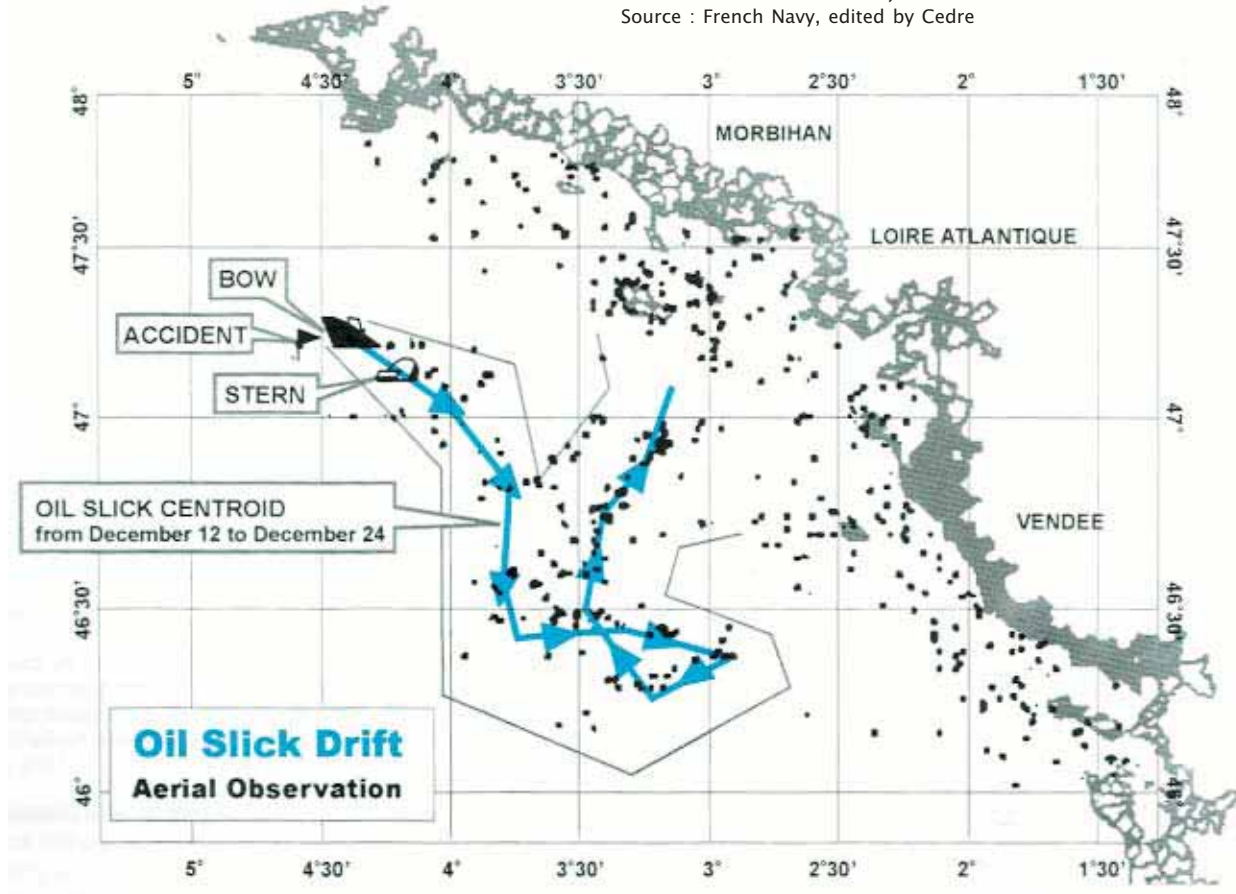 Source : French Navy, edited by Cedre
5° 4°30' 4° 3°30' 3° 2°30' 2° 1°30'
48° 48°
MORBIHAN
LOIRE ATLANTIQUE
47°30' 47°30'
BOW
ACCIDENT
STERN
47° 47°
OIL SLICK CENTROID
from December 12 to December 24
VENDEE
46°30' 46°30'
Oil Slick Drift
Aerial Observation
46° 46°
5° 4°30' 4° 3°30' 3° 2°30' 2° 1°30'